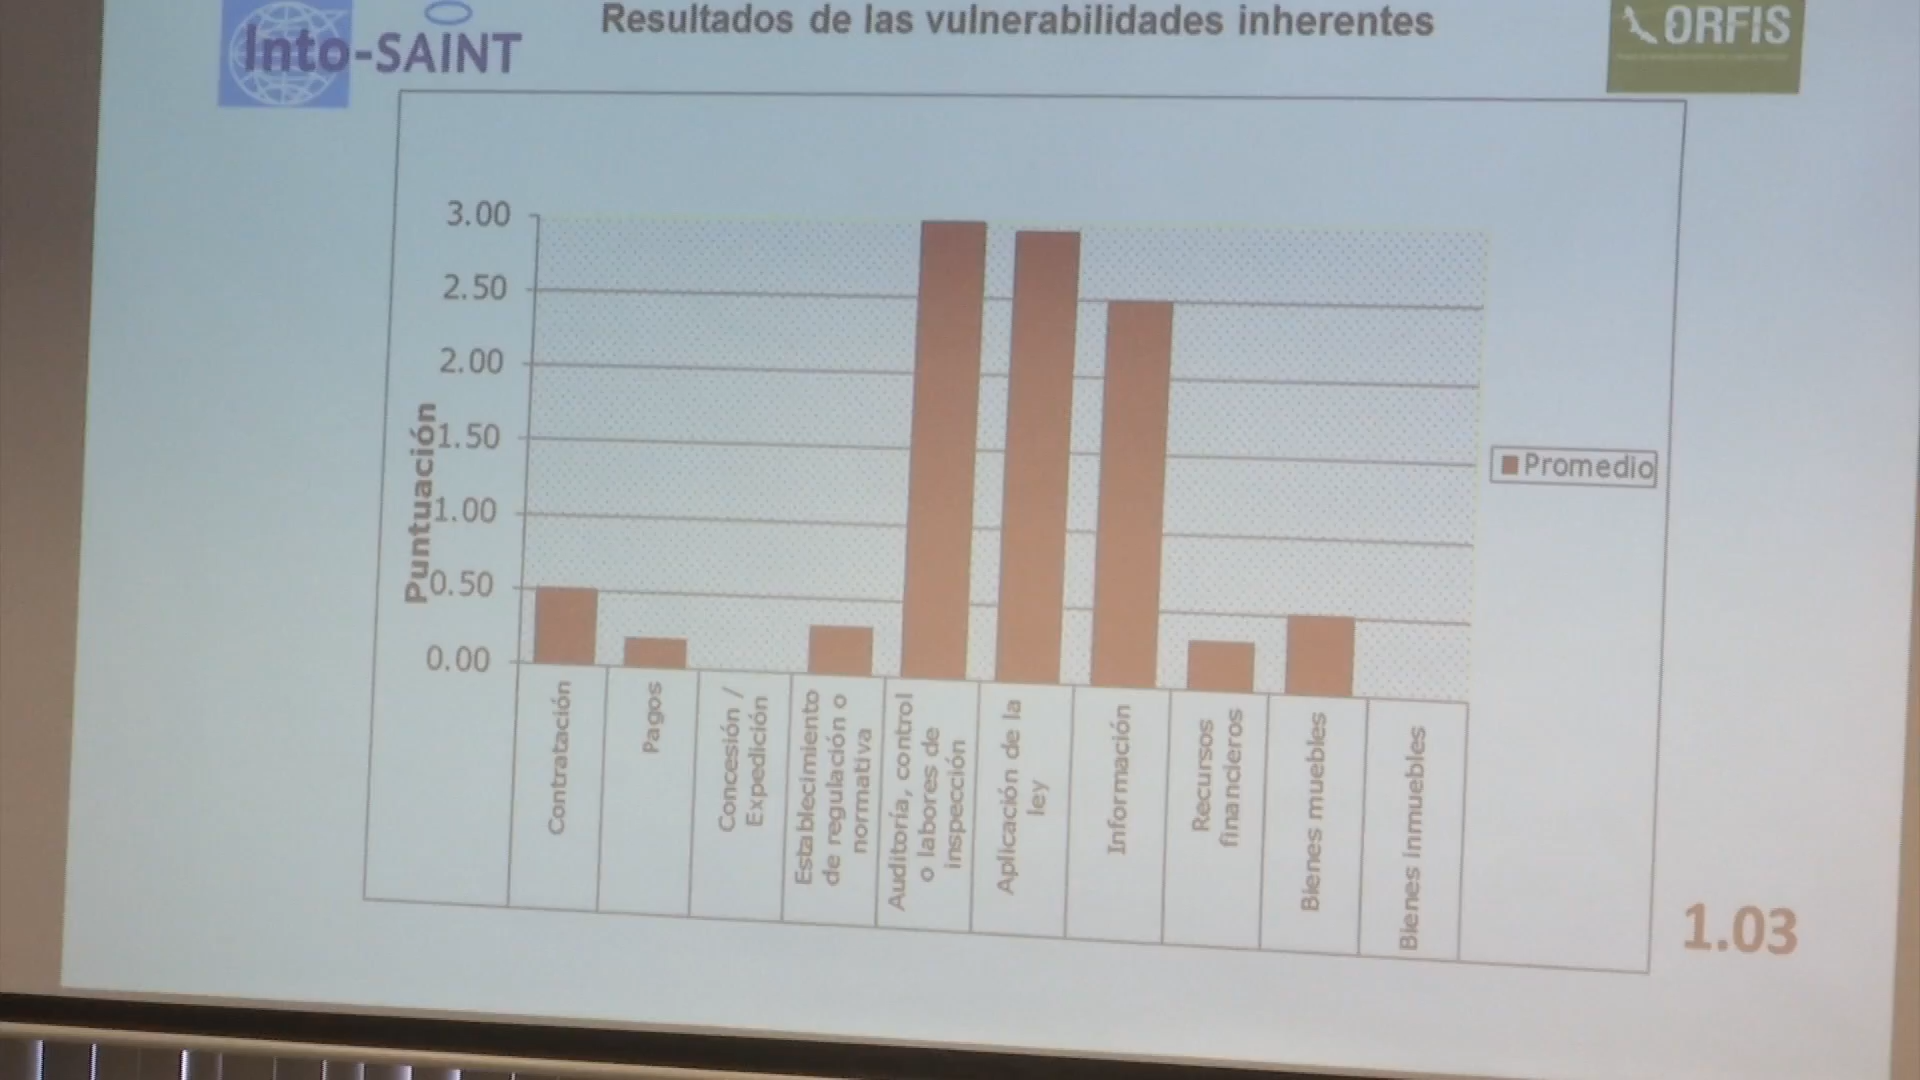 Into-SAINT
Resultados de las vulnerabilidades inherentes
ORFIS
3.00
2.50
2.00
1.50
1.00
0.50
0.00
Puntuación
Promedio
Contratación
Pagos
Concesión /
Expedición
Establecimiento
de regulación o
normativa
Auditoría, control
o labores de
inspección
Aplicación de la
ley
Información
Recursos
financieros
Bienes muebles
Bienes inmuebles
1.03